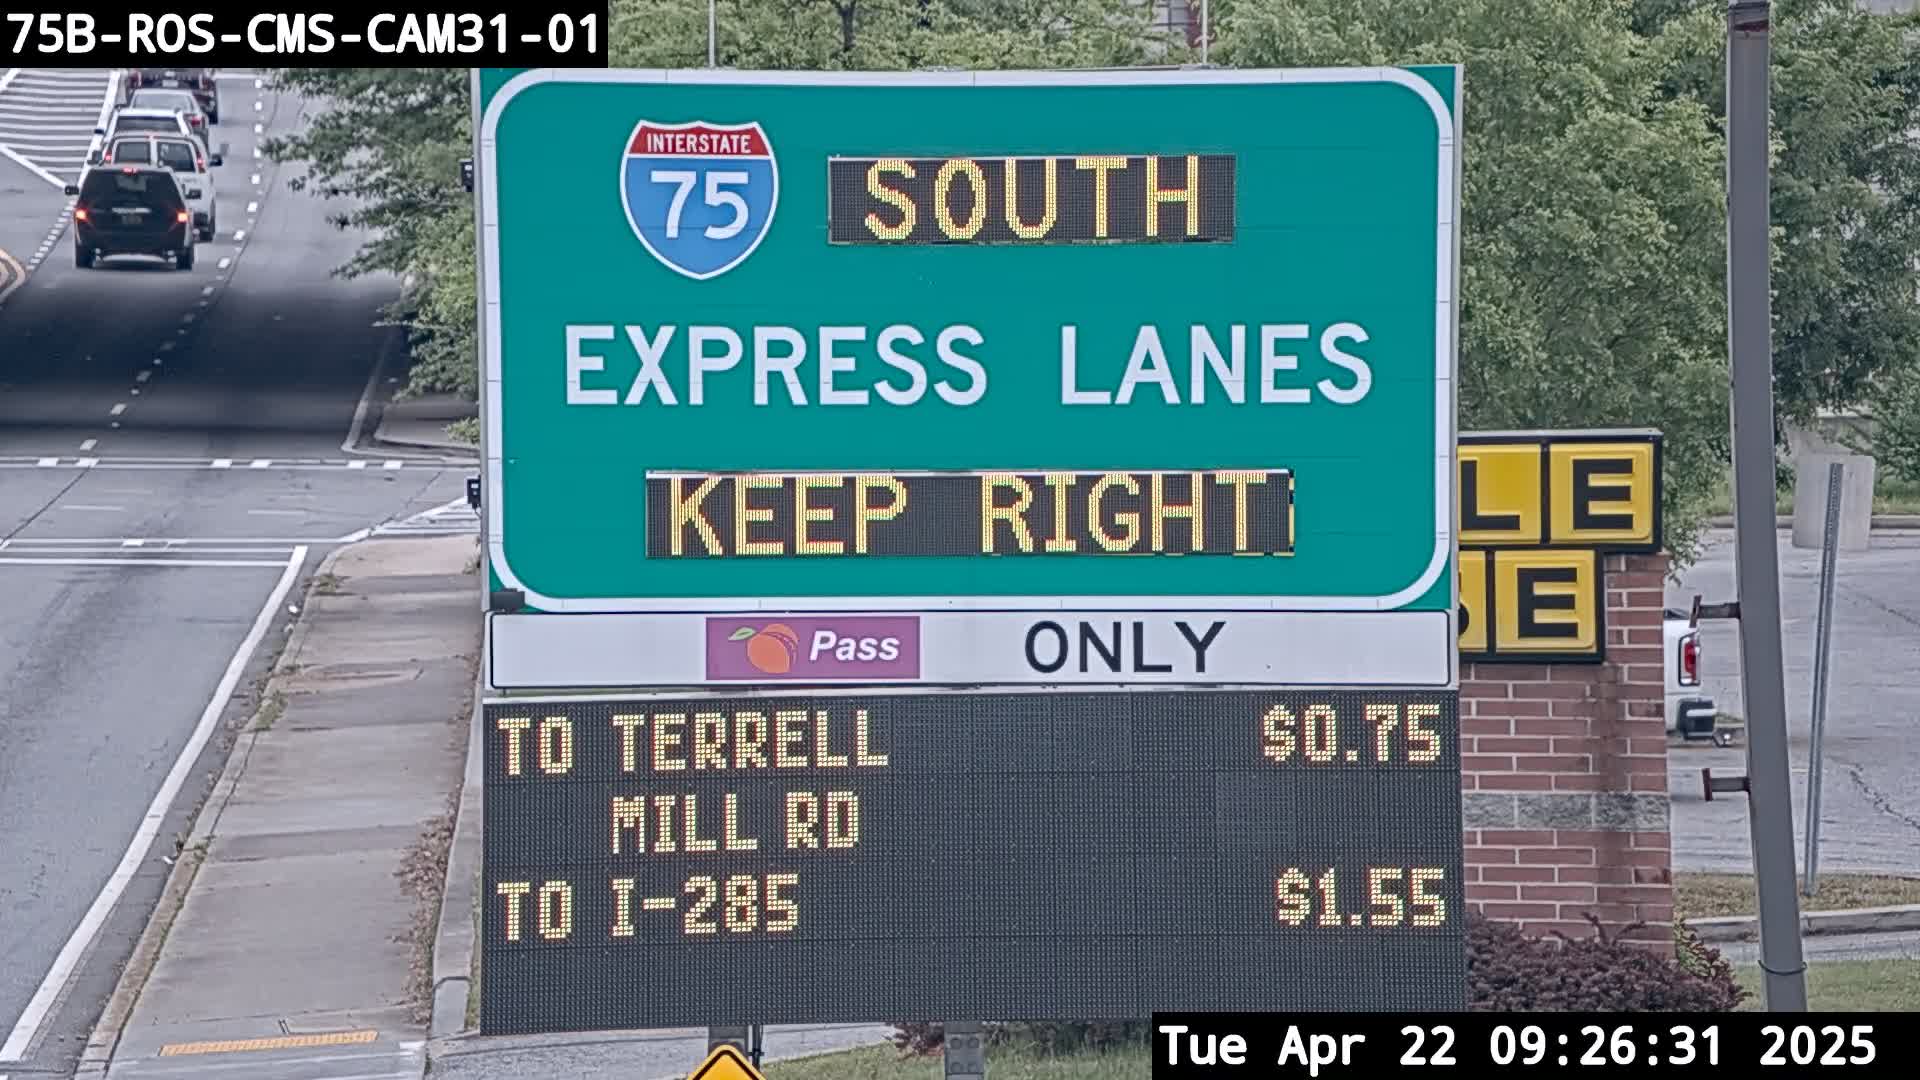 75B-ROS-CMS-CAM31-01
INTERSTATE
75
SOUTH
EXPRESS LANES
KEEP RIGHT
LE
E
Pass ONLY
TO TERRELL $0.75
MILL RD
TO I-285 $1.55
Tue Apr 22 09:26:31 2025